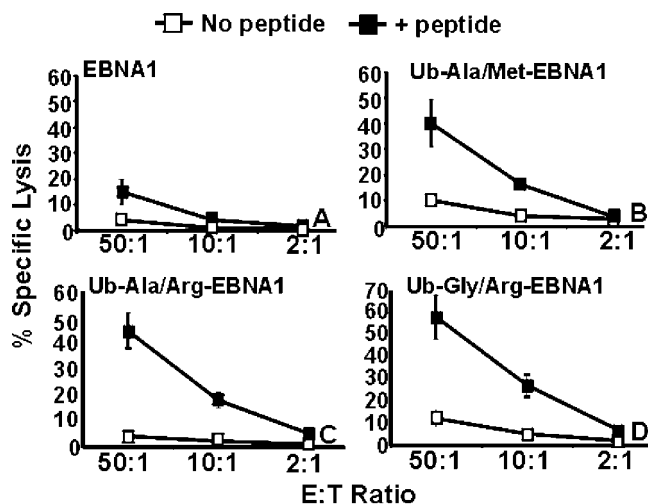 No peptide + peptide
EBNA1
60
50
40
30
20
10
0
A
50:1 10:1 2:1
Ub-Ala/Met-EBNA1
60
50
40
30
20
10
0
B
50:1 10:1 2:1
% Specific Lysis
Ub-Ala/Arg-EBNA1
60
50
40
30
20
10
0
C
50:1 10:1 2:1
Ub-Gly/Arg-EBNA1
70
60
50
40
30
20
10
0
D
50:1 10:1 2:1
E:T Ratio